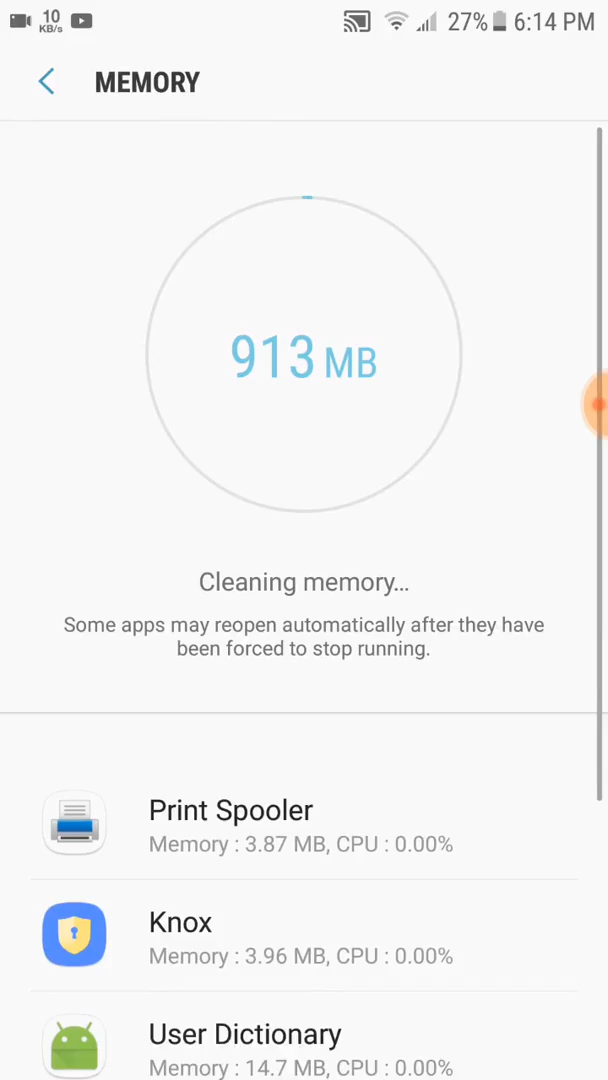 10
KB/s
27%
6:14 PM
MEMORY
913 MB
Cleaning memory...
Some apps may reopen automatically after they have
been forced to stop running.
Print Spooler
Memory : 3.87 MB, CPU : 0.00%
Knox
Memory : 3.96 MB, CPU : 0.00%
User Dictionary
Memory : 14.7 MB, CPU : 0.00%